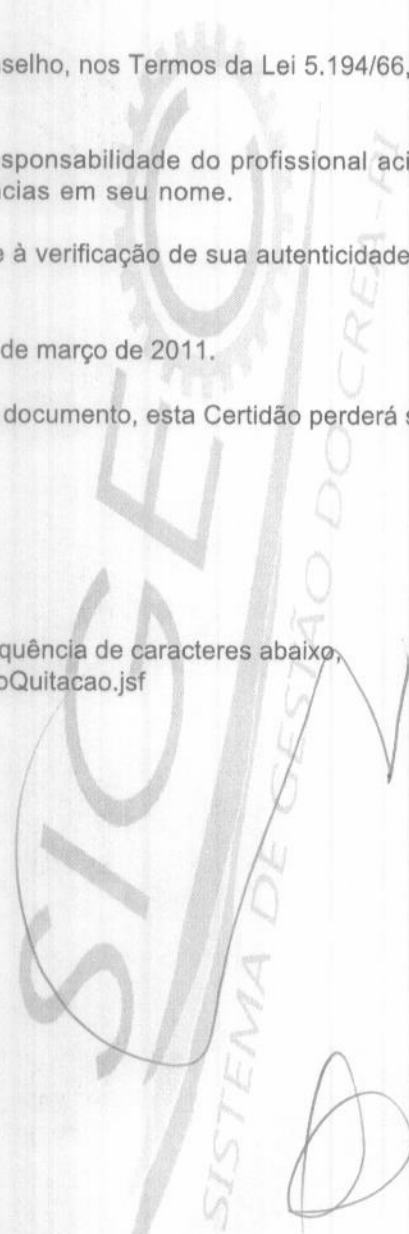 selho, nos Termos da Lei 5.194/66,
sponsabilidade do profissional aci
cias em seu nome.
e à verificação de sua autenticidade
de março de 2011.
documento, esta Certidão perderá s
quência de caracteres abaixo,
oQuitacao.jsf
SIGEC
SISTEMA DE GESTÃO DO CREA-PI